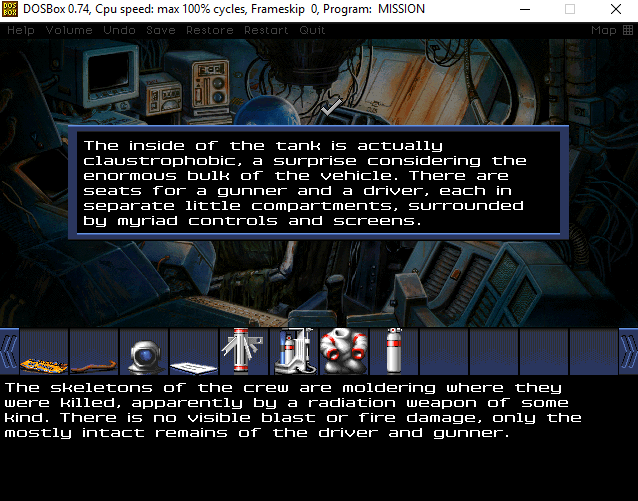 DOS
BOX
DOSBox 0.74, Cpu speed: max 100% cycles, Frameskip 0, Program: MISSION
Help Volume Undo Save Restore Restart Quit Map
The inside of the tank is actually
claustrophobic, a surprise considering the
enormous bulk of the vehicle. There are
seats for a gunner and a driver, each in
separate little compartments, surrounded
by myriad controls and screens.
The skeletons of the crew are moldering where they
were killed, apparently by a radiation weapon of some
kind. There is no visible blast or fire damage, only the
mostly intact remains of the driver and gunner.